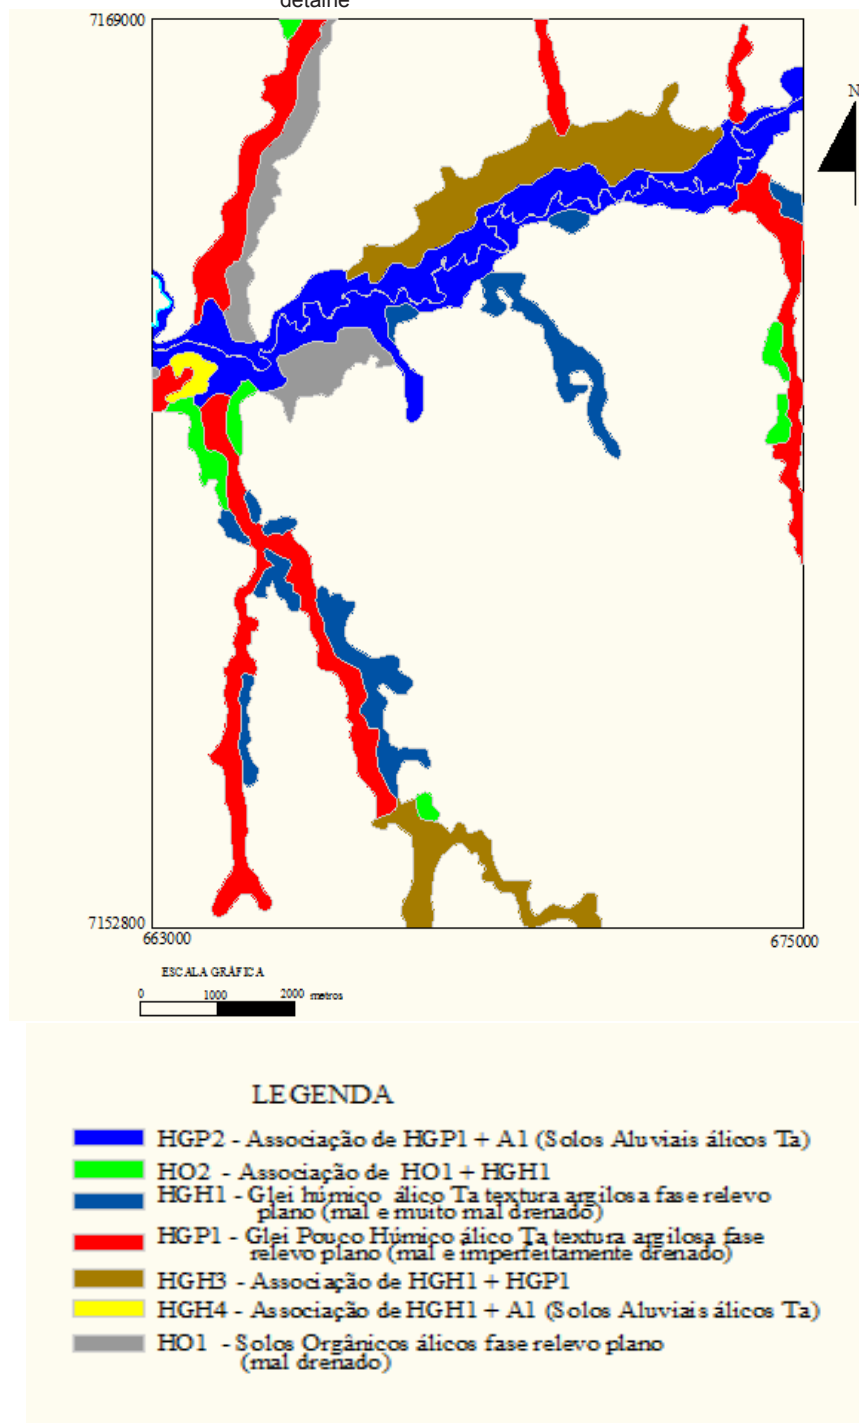 detalhe
7169000
N
7152800
663000
675000
ESCALA GRÁFICA
0 1000 2000 metros
LEGENDA
HGP2 - Associação de HGP1 + A1 (Solos Aluviais álicos Ta)
HO2 - Associação de HO1 + HGH1
HGH1 - Glei húmico álico Ta textura argilosa fase relevo
plano (mal e muito mal drenado)
HGP1 - Glei Pouco Húmico álico Ta textura argilosa fase
relevo plano (mal e imperfeitamente drenado)
HGH3 - Associação de HGH1 + HGP1
HGH4 - Associação de HGH1 + A1 (Solos Aluviais álicos Ta)
HO1 - Solos Orgânicos álicos fase relevo plano
(mal drenado)